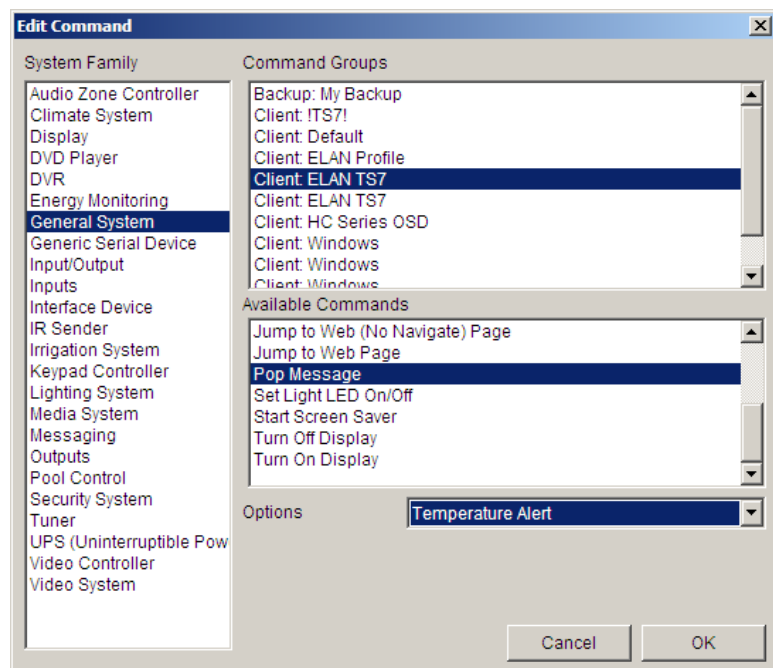 Edit Command
System Family
Audio Zone Controller
Climate System
Display
DVD Player
DVR
Energy Monitoring
General System
Generic Serial Device
Input/Output
Inputs
Interface Device
IR Sender
Irrigation System
Keypad Controller
Lighting System
Media System
Messaging
Outputs
Pool Control
Security System
Tuner
UPS (Uninterruptible Pow
Video Controller
Video System
Command Groups
Backup: My Backup
Client: !TS7!
Client: Default
Client: ELAN Profile
Client: ELAN TS7
Client: ELAN TS7
Client: HC Series OSD
Client: Windows
Client: Windows
Client: Windows
Available Commands
Jump to Web (No Navigate) Page
Jump to Web Page
Pop Message
Set Light LED On/Off
Start Screen Saver
Turn Off Display
Turn On Display
Options
Temperature Alert
Cancel
OK